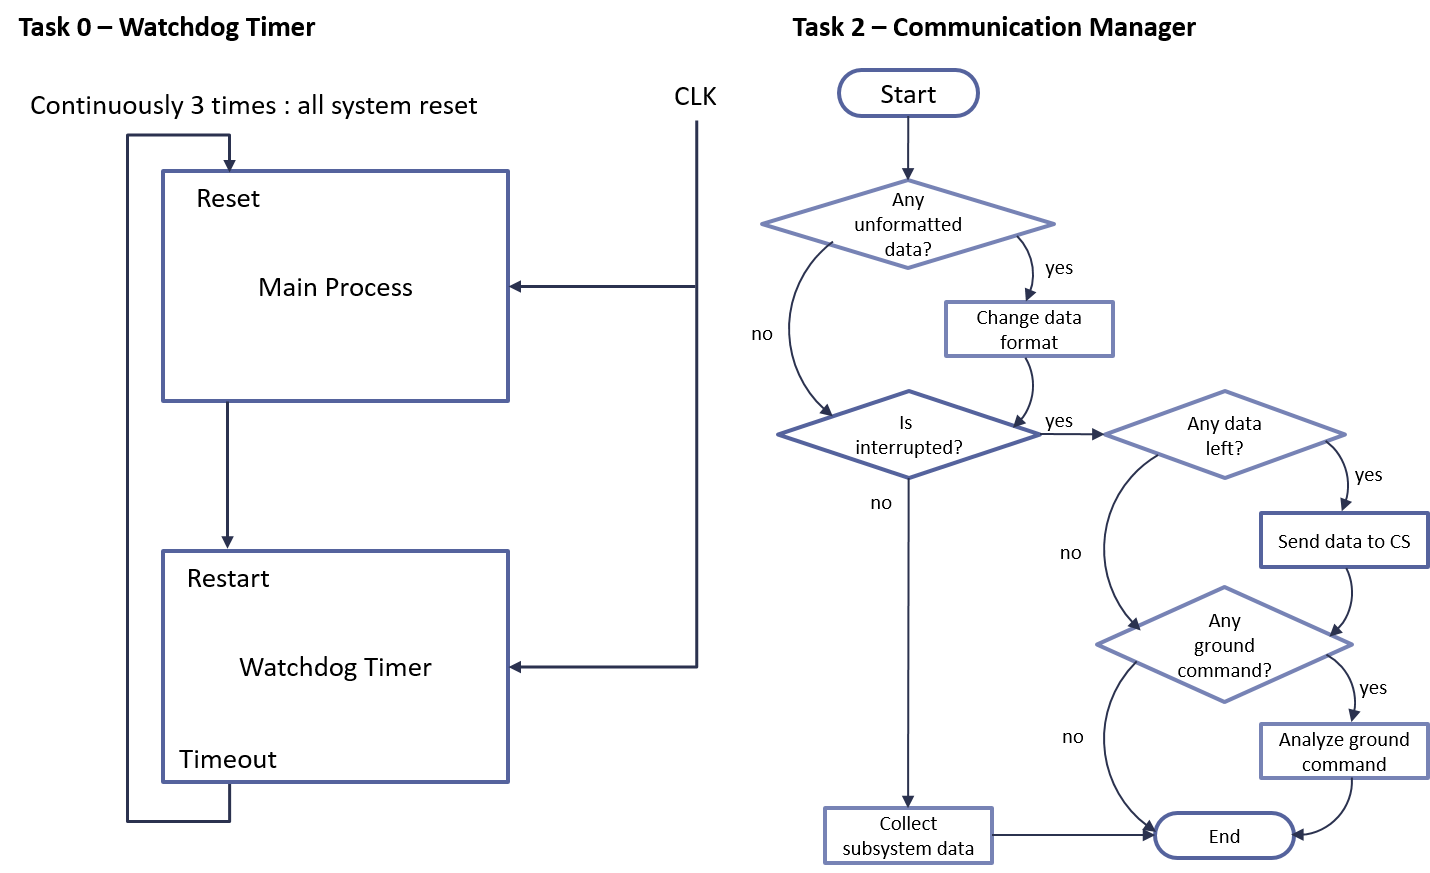 Task 0 – Watchdog Timer
Continuously 3 times : all system reset
CLK
Reset
Main Process
Restart
Watchdog Timer
Timeout
Task 2 – Communication Manager
Start
Any
unformatted
data?
yes
Change data
format
no
Is
interrupted?
yes
Any data
left?
yes
no
Send data to CS
no
Any
ground
command?
yes
no
Analyze ground
command
Collect
subsystem data
End